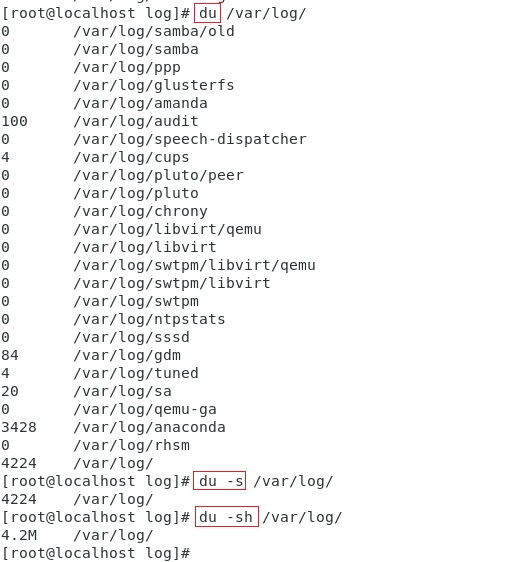 [root@localhost log]# du /var/log/
0 /var/log/samba/old
0 /var/log/samba
0 /var/log/ppp
0 /var/log/glusterfs
0 /var/log/amanda
100 /var/log/audit
0 /var/log/speech-dispatcher
4 /var/log/cups
0 /var/log/pluto/peer
0 /var/log/pluto
0 /var/log/chrony
0 /var/log/libvirt/qemu
0 /var/log/libvirt
0 /var/log/swtpm/libvirt/qemu
0 /var/log/swtpm/libvirt
0 /var/log/swtpm
0 /var/log/ntpstats
0 /var/log/sssd
84 /var/log/gdm
4 /var/log/tuned
20 /var/log/sa
0 /var/log/qemu-ga
3428 /var/log/anaconda
0 /var/log/rhsm
4224 /var/log/
[root@localhost log]# du -s /var/log/
4224 /var/log/
[root@localhost log]# du -sh /var/log/
4.2M /var/log/
[root@localhost log]#